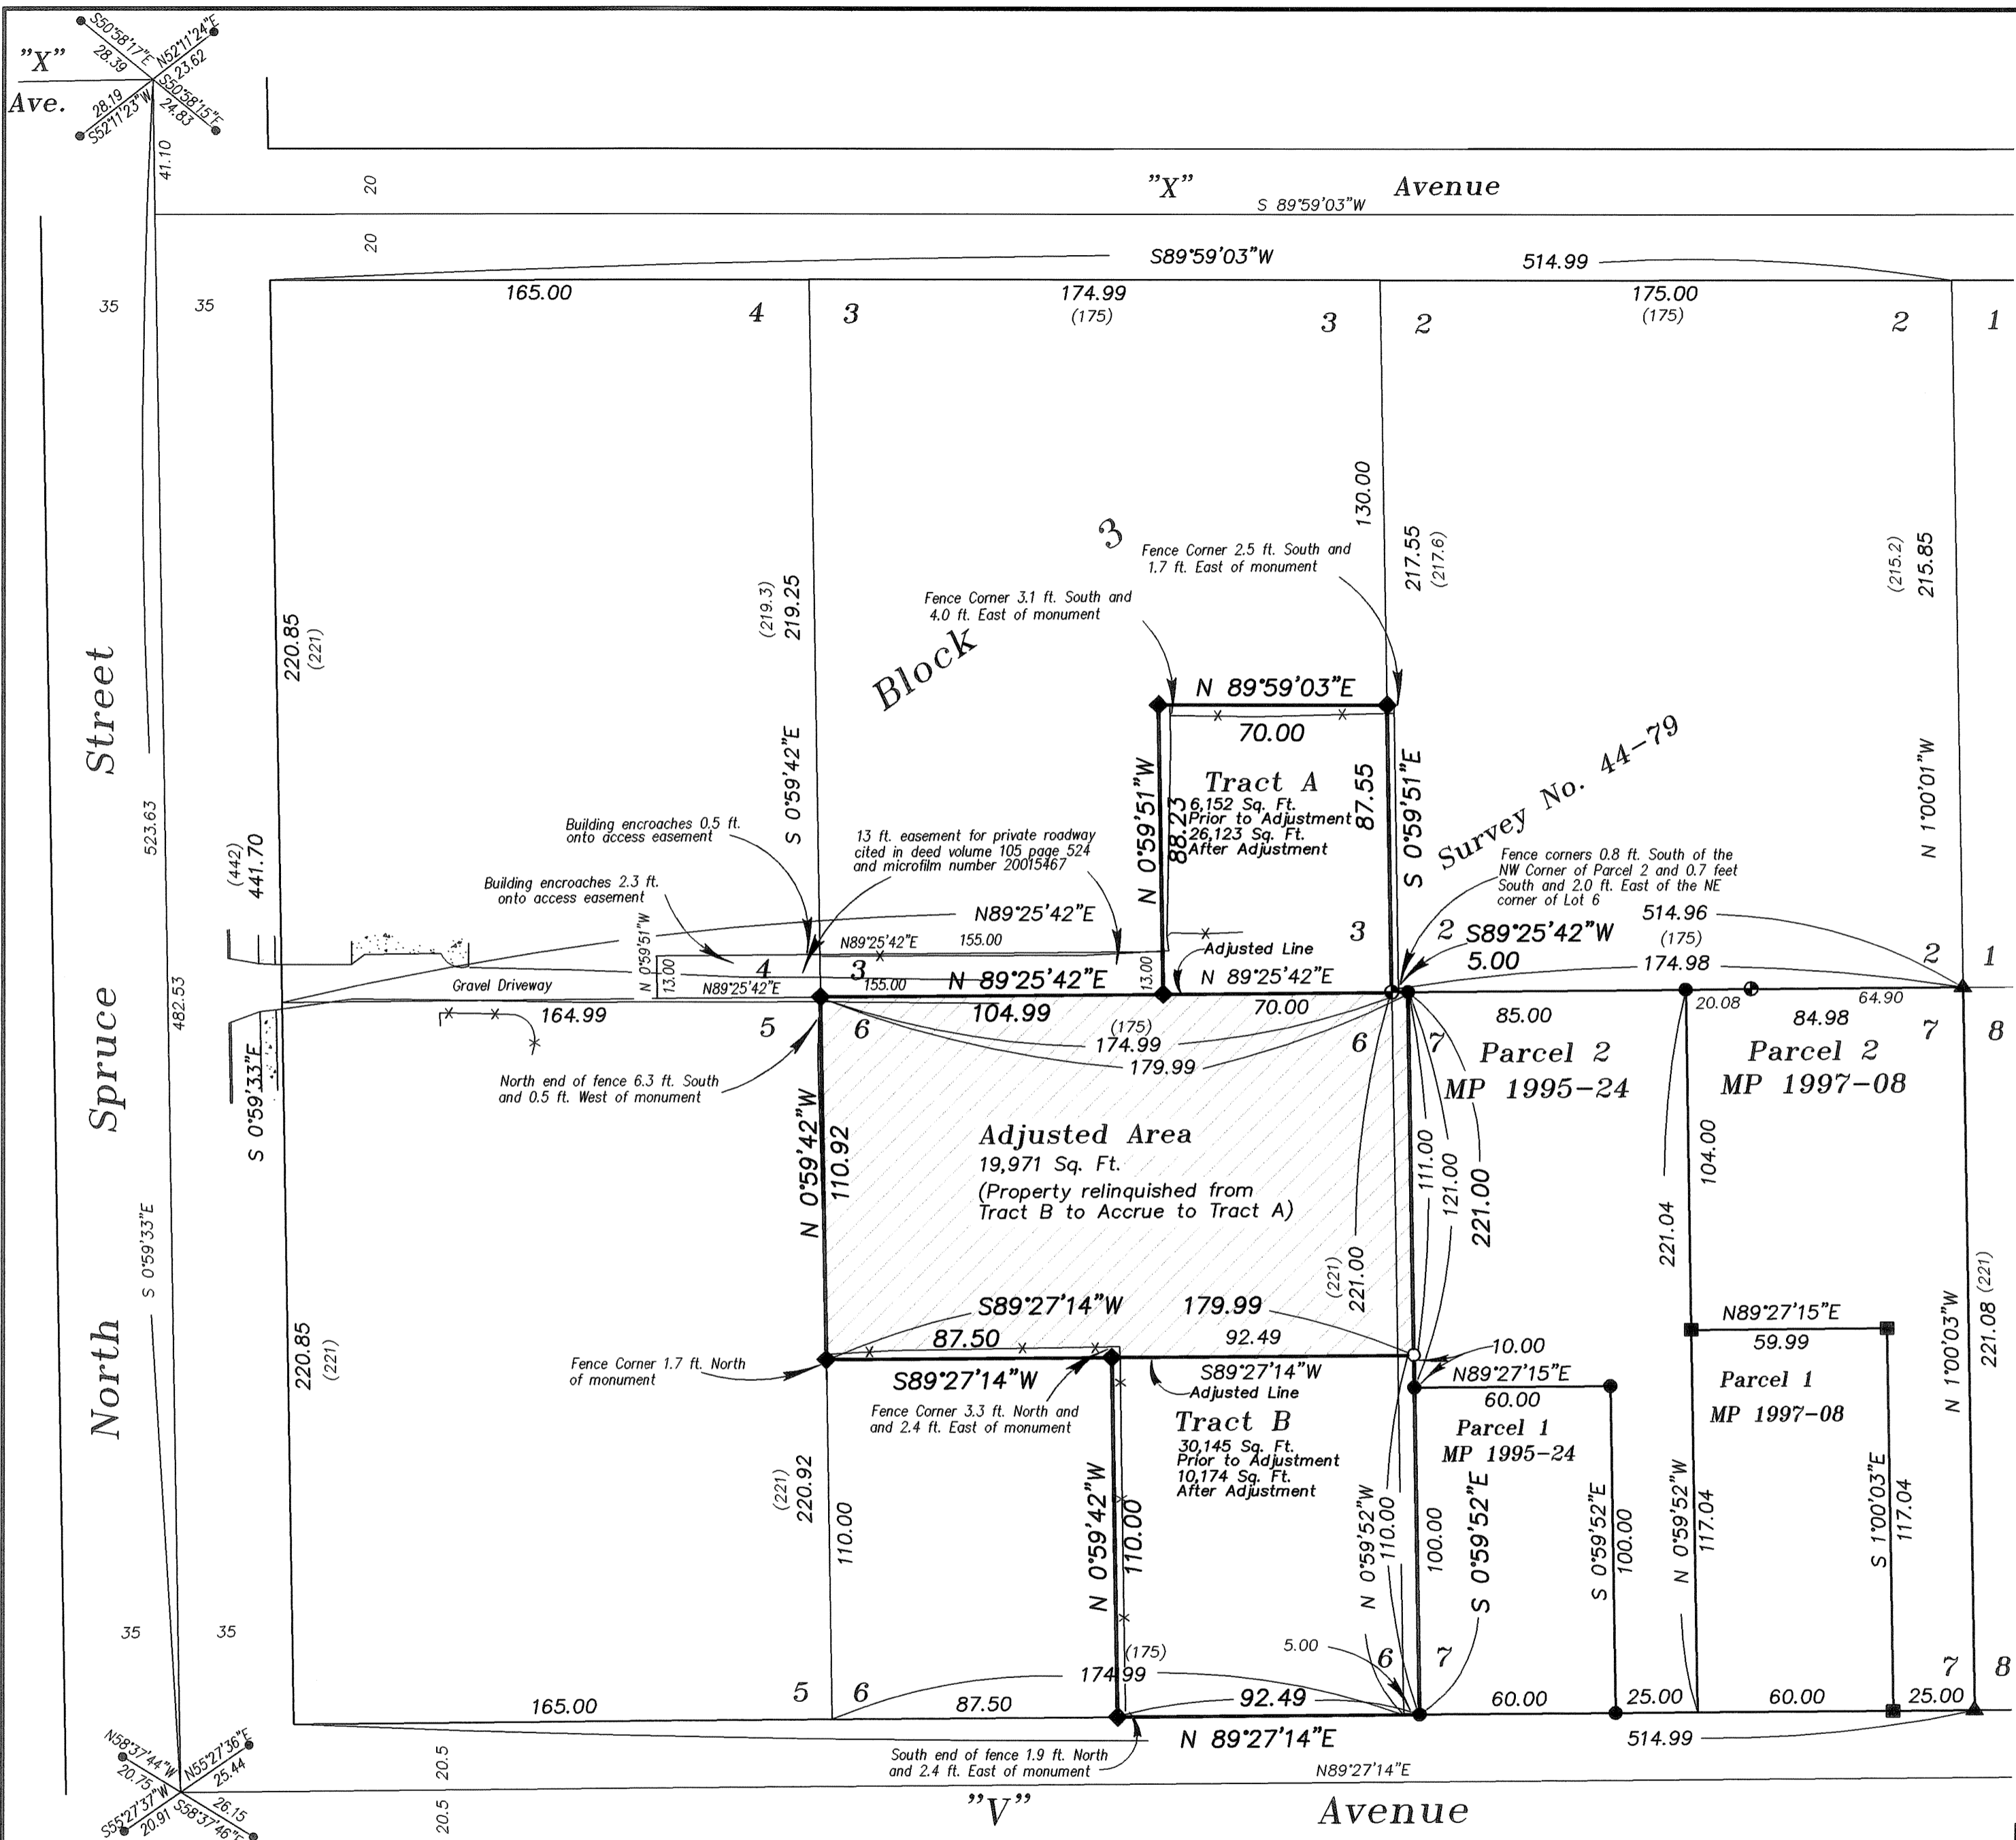 S50°58'17"E
28.39
N52°11'24"E
23.62
"X"
Ave.
28.19
S52°11'23"W
S50°58'15"E
24.83
41.10
20
"X" Avenue
S 89°59'03"W
20
S89°59'03"W 514.99
35 35
165.00
174.99
(175)
175.00
(175)
4 3
3 2
2 1
130.00
217.55
(217.6)
(215.2)
215.85
(219.3)
219.25
220.85
(221)
Block 3
Fence Corner 2.5 ft. South and
1.7 ft. East of monument
Fence Corner 3.1 ft. South and
4.0 ft. East of monument
N 89°59'03"E
70.00
Tract A
6,152 Sq. Ft.
Prior to Adjustment
26,123 Sq. Ft.
After Adjustment
N 0°59'51"W
88.23
87.55
S 0°59'51"E
Survey No. 44-79
N 1°00'01"W
S 0°59'42"E
Street
Spruce
North
523.63
482.53
S 0°59'33"E
(442)
441.70
S 0°59'33"E
Building encroaches 0.5 ft.
onto access easement
13 ft. easement for private roadway
cited in deed volume 105 page 524
and microfilm number 20015467
Building encroaches 2.3 ft.
onto access easement
Fence corners 0.8 ft. South of the
NW Corner of Parcel 2 and 0.7 feet
South and 2.0 ft. East of the NE
corner of Lot 6
N89°25'42"E
514.96
N 0°59'51"W
13.00
N89°25'42"E 155.00
Adjusted Line
3 2
S89°25'42"W
5.00
(175)
174.98
2 1
4 3
Gravel Driveway
N89°25'42"E
155.00
N 89°25'42"E
13.00
N 89°25'42"E
164.99
104.99
70.00
85.00
20.08
64.90
84.98
5 6
(175)
174.99
179.99
6 7
7 8
Parcel 2
MP 1995-24
Parcel 2
MP 1997-08
North end of fence 6.3 ft. South
and 0.5 ft. West of monument
N 0°59'42"W
110.92
Adjusted Area
19,971 Sq. Ft.
(Property relinquished from
Tract B to Accrue to Tract A)
111.00
121.00
221.00
(221)
221.00
221.04
104.00
N 1°00'03"W
221.08 (221)
S89°27'14"W 179.99
87.50
92.49
S89°27'14"W
S89°27'14"W
Adjusted Line
10.00
N89°27'15"E
60.00
N89°27'15"E
59.99
Parcel 1
MP 1997-08
Parcel 1
MP 1995-24
Fence Corner 1.7 ft. North
of monument
Fence Corner 3.3 ft. North and
and 2.4 ft. East of monument
220.85
(221)
Tract B
30,145 Sq. Ft.
Prior to Adjustment
10,174 Sq. Ft.
After Adjustment
(221)
220.92
110.00
N 0°59'42"W
110.00
N 0°59'52"W
110.00
100.00
S 0°59'52"E
S 0°59'52"E
100.00
N 0°59'52"W
117.04
S 1°00'03"E
117.04
35 35
(175)
174.99
5.00
5 6
6 7
7 8
165.00
87.50
92.49
60.00
25.00
60.00
25.00
N 89°27'14"E
514.99
South end of fence 1.9 ft. North
and 2.4 ft. East of monument
N89°27'14"E
20.5
20.5
"V" Avenue
N58°37'44"W
20.75
N55°27'36"E
25.44
S55°27'37"W
20.91
26.15
S58°37'46"E